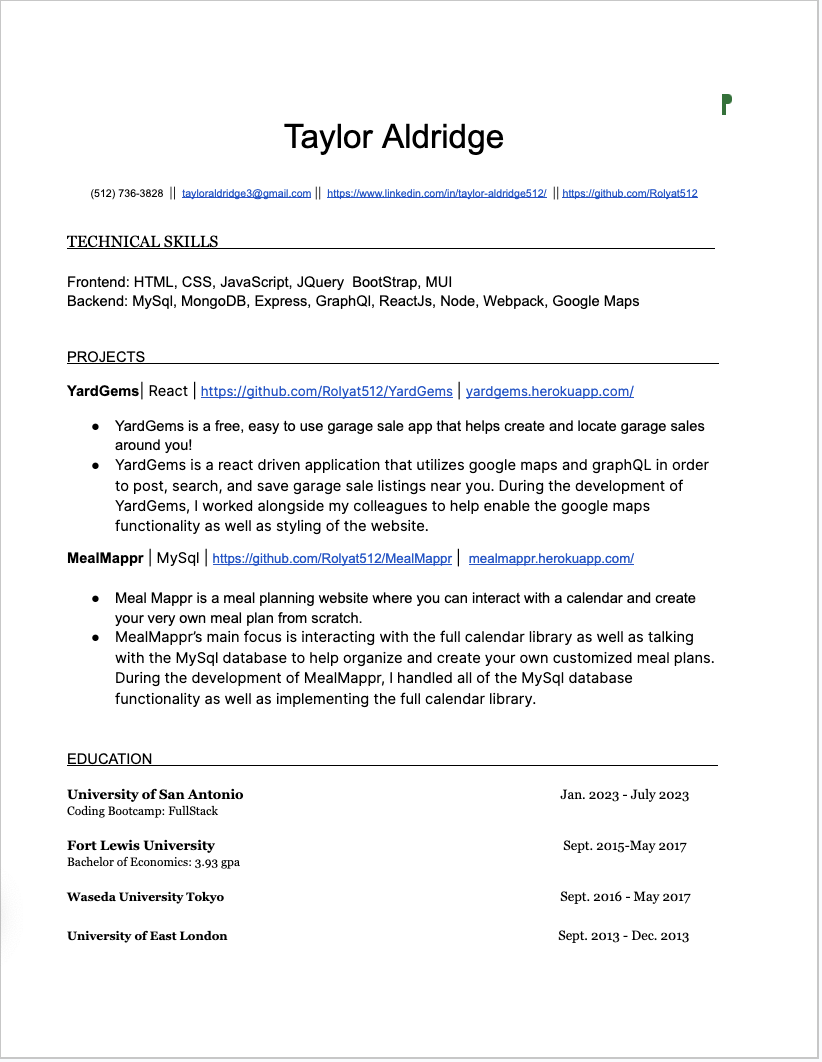 Taylor Aldridge
(512) 736-3828 || tayloraldridge3@gmail.com || https://www.linkedin.com/in/taylor-aldridge512/ || https://github.com/Rolyat512
TECHNICAL SKILLS
Frontend: HTML, CSS, JavaScript, JQuery BootStrap, MUI
Backend: MySql, MongoDB, Express, GraphQl, ReactJs, Node, Webpack, Google Maps
PROJECTS
YardGems| React | https://github.com/Rolyat512/YardGems | yardgems.herokuapp.com/
● YardGems is a free, easy to use garage sale app that helps create and locate garage sales
around you!
● YardGems is a react driven application that utilizes google maps and graphQL in order
to post, search, and save garage sale listings near you. During the development of
YardGems, I worked alongside my colleagues to help enable the google maps
functionality as well as styling of the website.
MealMappr | MySql | https://github.com/Rolyat512/MealMappr | mealmappr.herokuapp.com/
● Meal Mappr is a meal planning website where you can interact with a calendar and create
your very own meal plan from scratch.
● MealMappr’s main focus is interacting with the full calendar library as well as talking
with the MySql database to help organize and create your own customized meal plans.
During the development of MealMappr, I handled all of the MySql database
functionality as well as implementing the full calendar library.
EDUCATION
University of San Antonio Jan. 2023 - July 2023
Coding Bootcamp: FullStack
Fort Lewis University Sept. 2015-May 2017
Bachelor of Economics: 3.93 gpa
Waseda University Tokyo Sept. 2016 - May 2017
University of East London Sept. 2013 - Dec. 2013